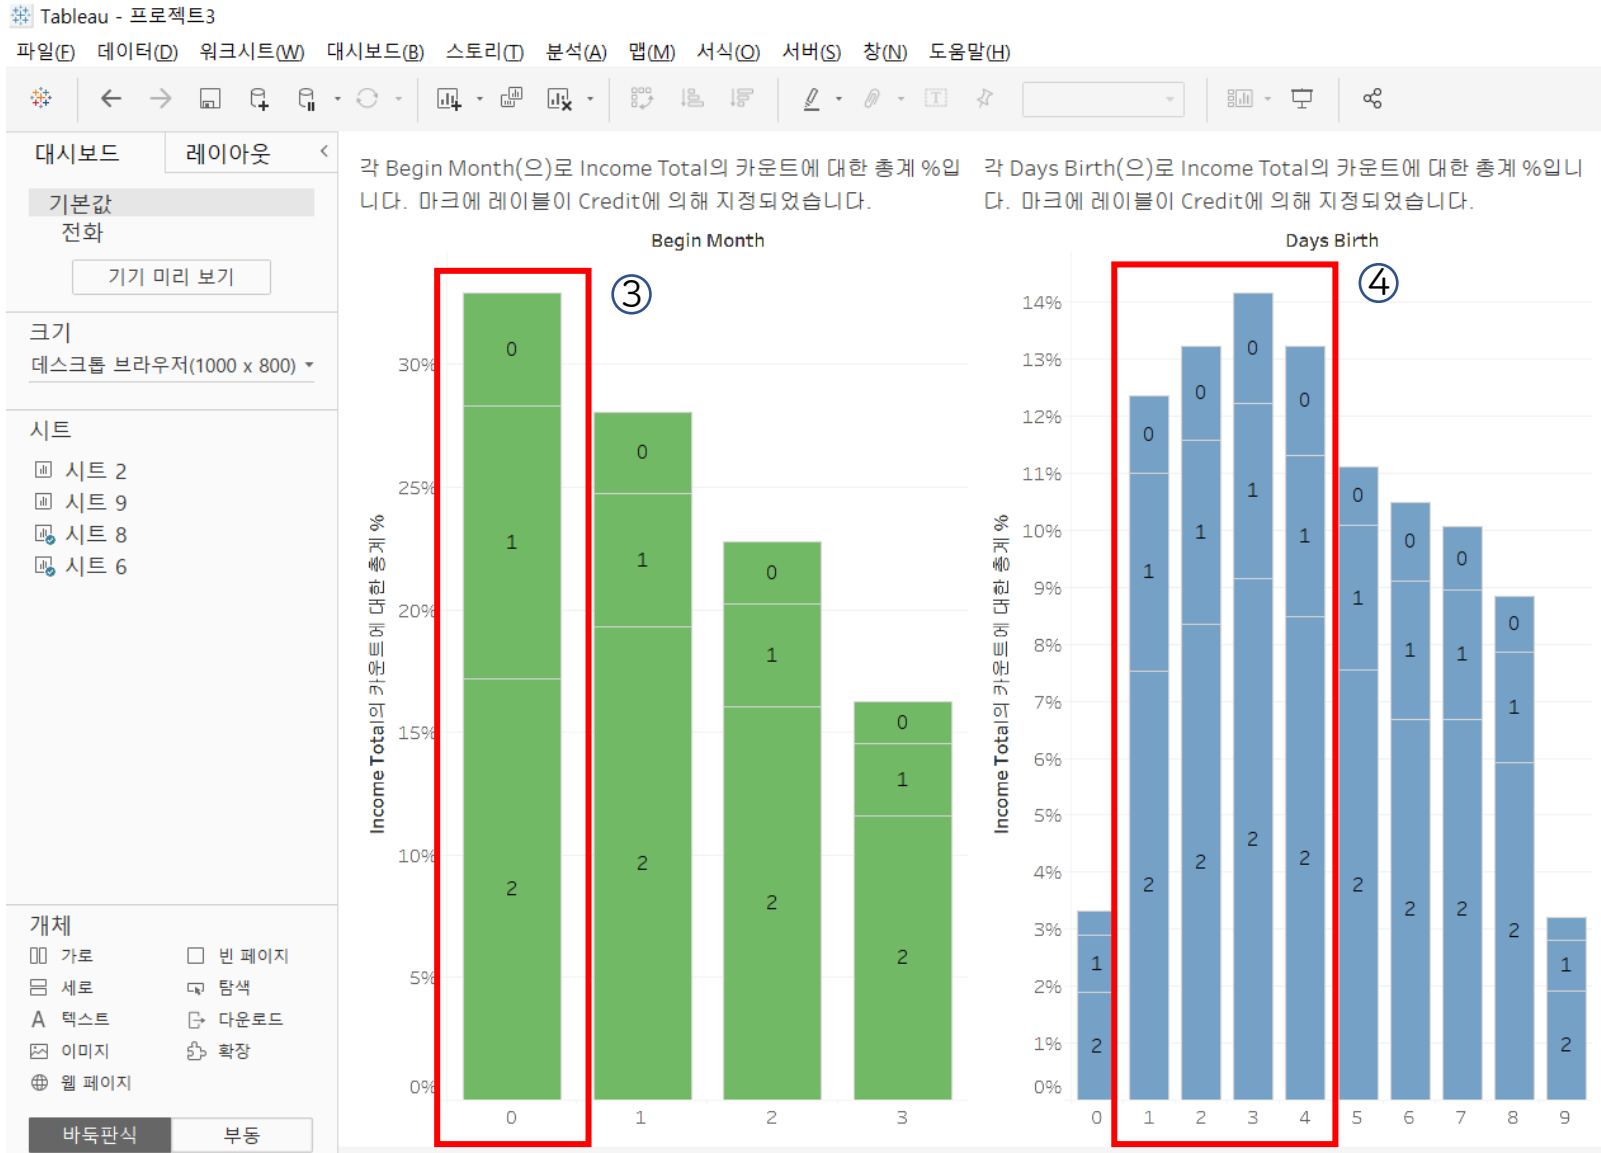 Tableau - 프로젝트3
파일(F) 데이터(D) 워크시트(W) 대시보드(B) 스토리(T) 분석(A) 맵(M) 서식(O) 서버(S) 창(N) 도움말(H)
대시보드 레이아웃
기본값
전화
기기 미리 보기
크기
데스크톱 브라우저(1000 x 800)
시트
시트 2
시트 9
시트 8
시트 6
개체
가로 빈 페이지
세로 탐색
A 텍스트 다운로드
이미지 확장
웹 페이지
바둑판식 부동
각 Begin Month(으)로 Income Total의 카운트에 대한 총계 %입
니다. 마크에 레이블이 Credit에 의해 지정되었습니다.
Begin Month
③
Income Total의 카운트에 대한 총계 %
30%
25%
20%
15%
10%
5%
0%
0 1 2
0 1 2
0 1 2
0 1 2
0 1 2 3
각 Days Birth(으)로 Income Total의 카운트에 대한 총계 %입니
다. 마크에 레이블이 Credit에 의해 지정되었습니다.
Days Birth
④
Income Total의 카운트에 대한 총계 %
14%
13%
12%
11%
10%
9%
8%
7%
6%
5%
4%
3%
2%
1%
0%
1 2
0 1 2
0 1 2
0 1 2
0 1 2
0 1 2
0 1 2
0 1 2
0 1 2
1 2
0 1 2 3 4 5 6 7 8 9